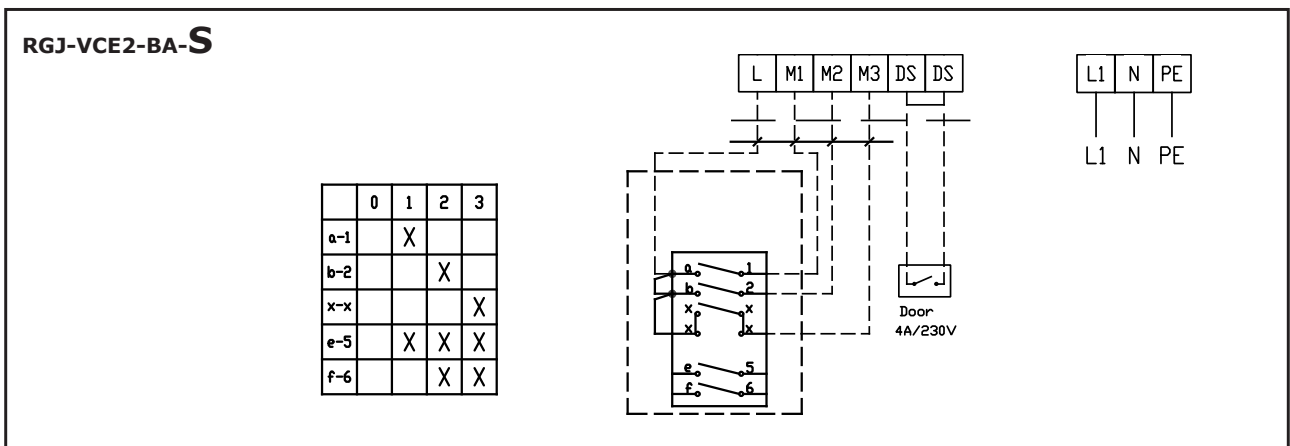 RGJ-VCE2-BA-S
L M1 M2 M3 DS DS
L1 N PE
L1 N PE
0 1 2 3
a-1 X
b-2 X
x-x X
e-5 X X X
f-6 X X
a 1
b 2
x x
x x
e 5
f 6
Door
4A/230V